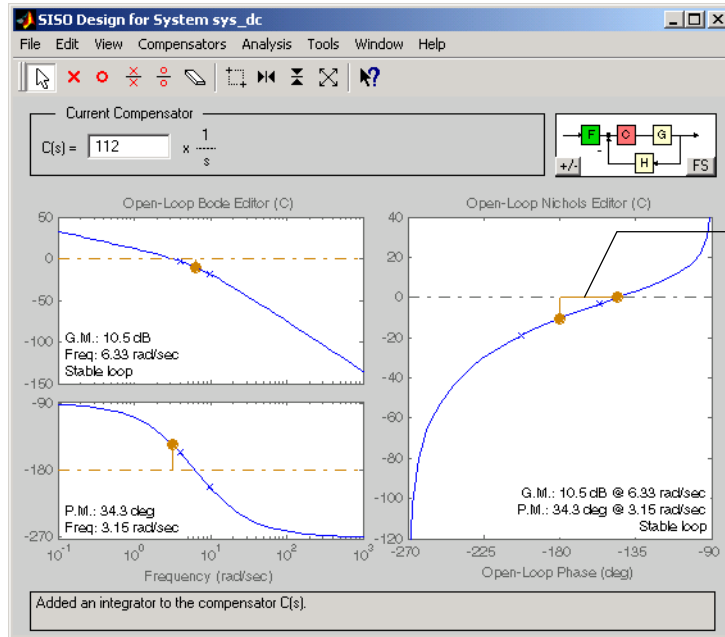 SISO Design for System sys_dc
File Edit View Compensators Analysis Tools Window Help
Current Compensator
C(s) = 112 x 1
s
F C G
H
+/- FS
Open-Loop Bode Editor (C)
50
0
-50
-100
-150
G.M.: 10.5 dB
Freq: 6.33 rad/sec
Stable loop
-90
-180
-270
P.M.: 34.3 deg
Freq: 3.15 rad/sec
10^-1 10^0 10^1 10^2 10^3
Frequency (rad/sec)
Open-Loop Nichols Editor (C)
40
20
0
-20
-40
-60
-80
-100
-120
G.M.: 10.5 dB @ 6.33 rad/sec
P.M.: 34.3 deg @ 3.15 rad/sec
Stable loop
-270 -225 -180 -135 -90
Open-Loop Phase (deg)
Added an integrator to the compensator C(s).